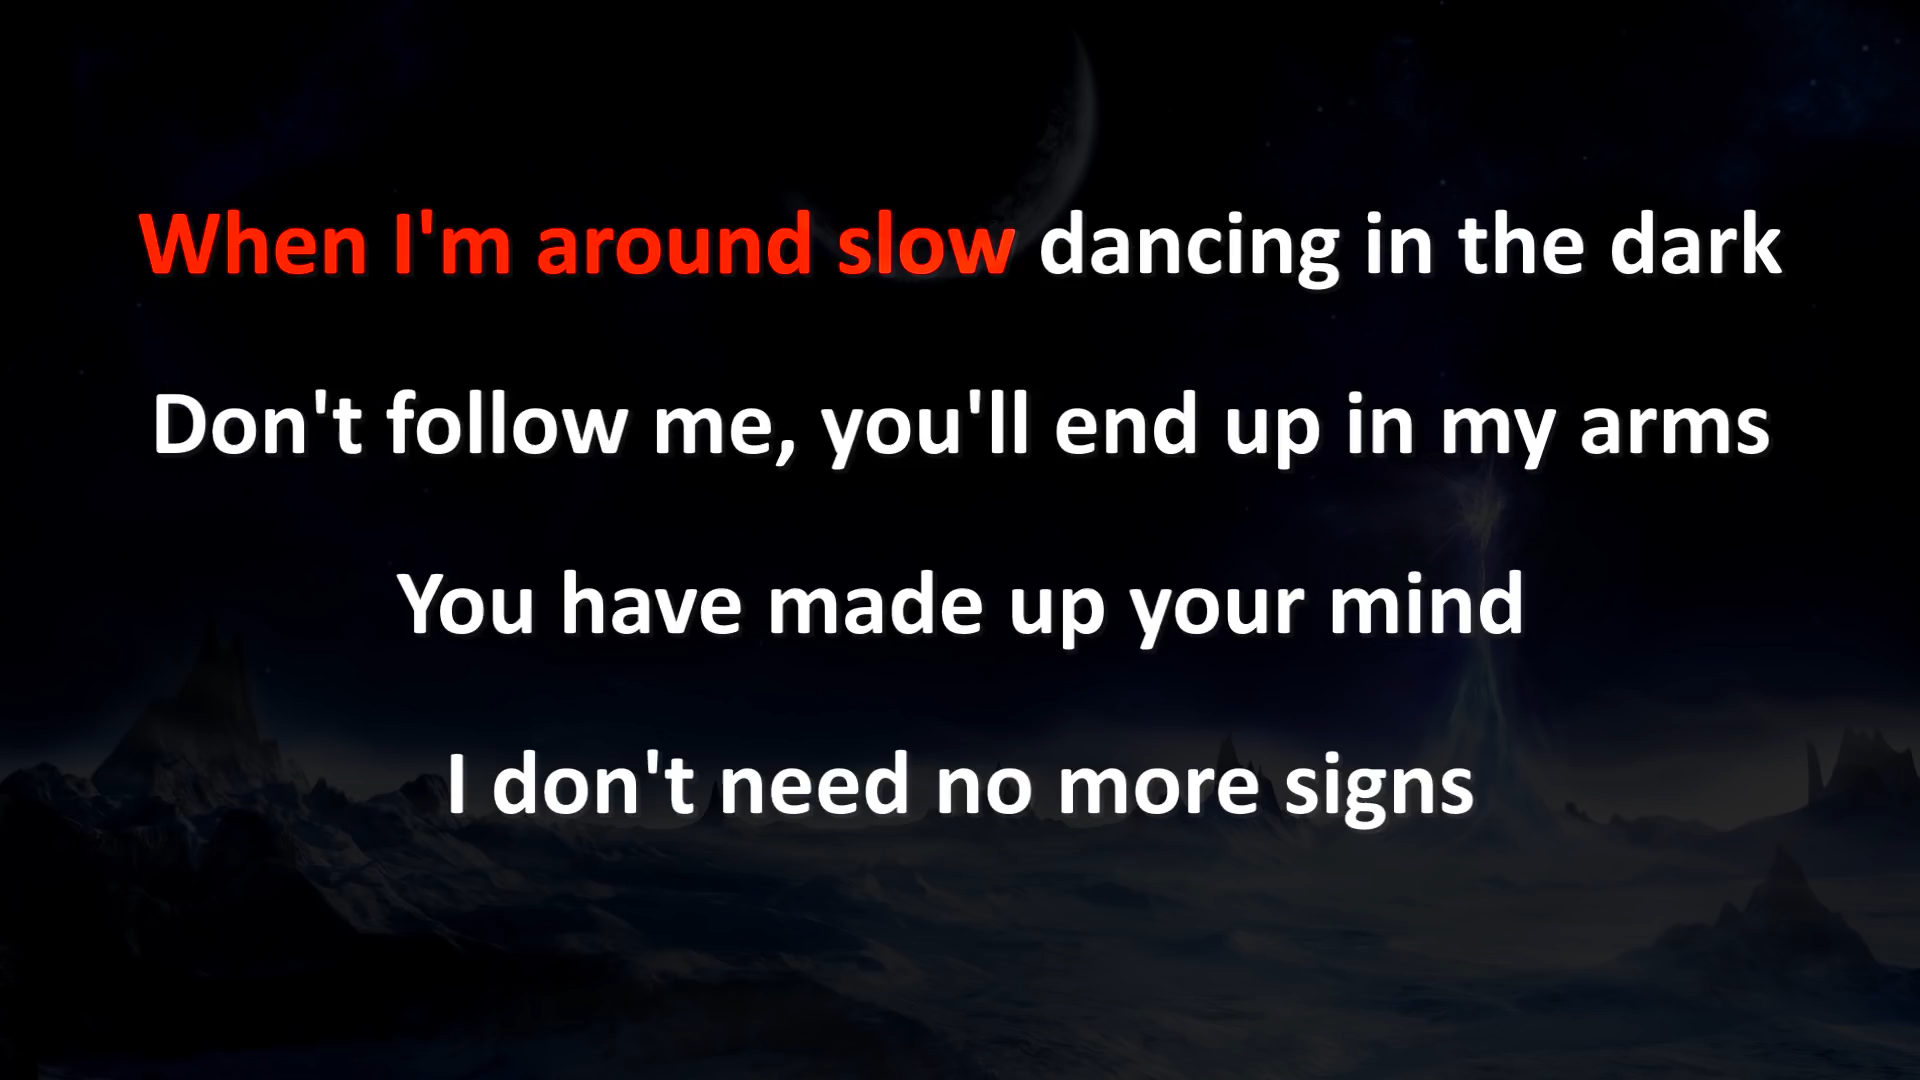 When I'm around slow dancing in the dark
Don't follow me, you'll end up in my arms
You have made up your mind
I don't need no more signs